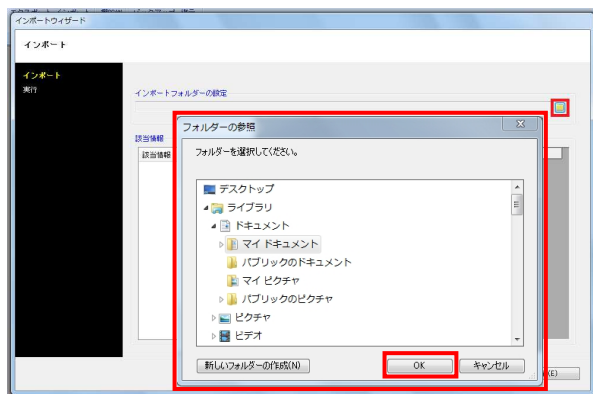 インポートウィザード
インポート
インポート
実行
インポートフォルダーの設定
該当情報
該当情報
フォルダーの参照
フォルダーを選択してください。
デスクトップ
ライブラリ
ドキュメント
マイ ドキュメント
パブリックのドキュメント
マイ ピクチャ
パブリックのピクチャ
ピクチャ
ビデオ
新しいフォルダーの作成(N)
OK
キャンセル
(E)